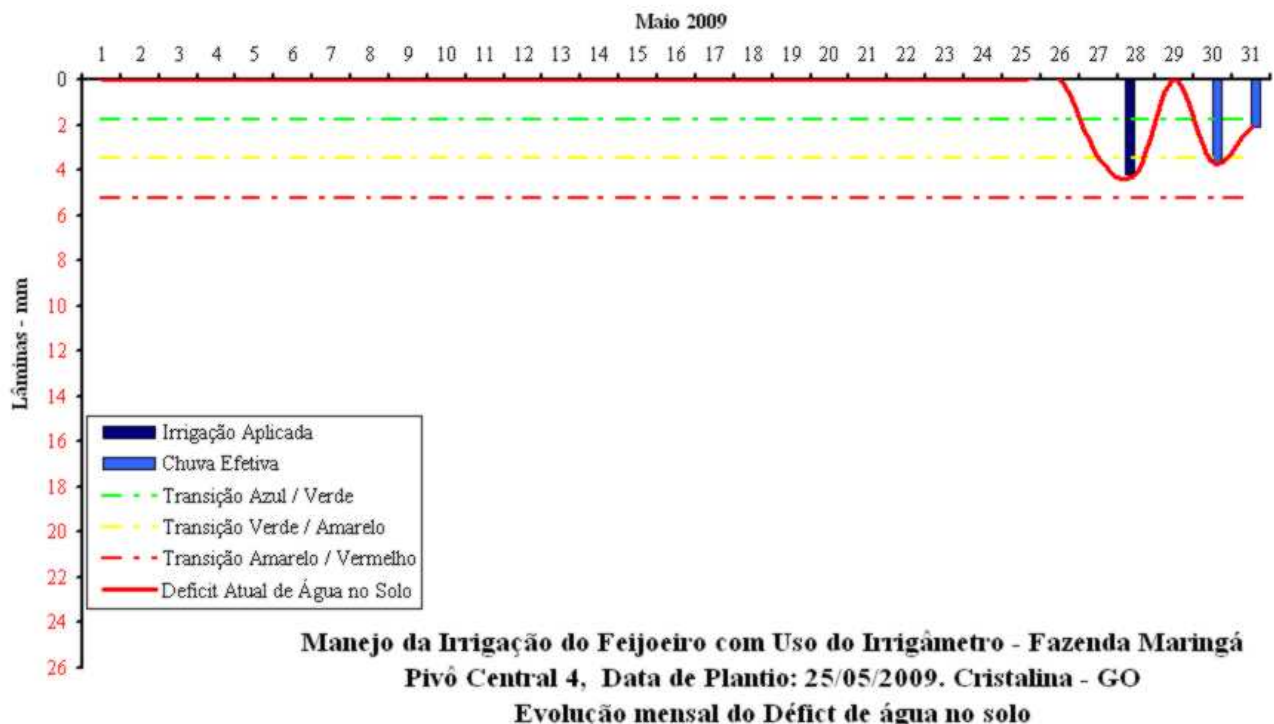 Maio 2009
1 2 3 4 5 6 7 8 9 10 11 12 13 14 15 16 17 18 19 20 21 22 23 24 25 26 27 28 29 30 31
0
2
4
6
8
10
12
14
16
18
20
22
24
26
Lâminas - mm
Irrigação Aplicada
Chuva Efetiva
Transição Azul / Verde
Transição Verde / Amarelo
Transição Amarelo / Vermelho
Deficit Atual de Água no Solo
Manejo da Irrigação do Feijoeiro com Uso do Irrigâmetro - Fazenda Maringá
Pivô Central 4, Data de Plantio: 25/05/2009. Cristalina - GO
Evolução mensal do Défict de água no solo